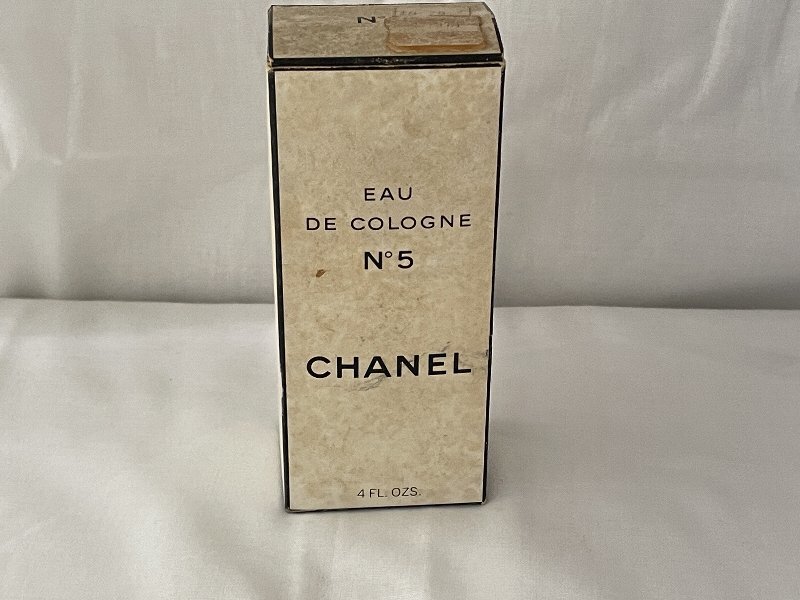 N
EAU
DE COLOGNE
N°5
CHANEL
4 FL. OZS.